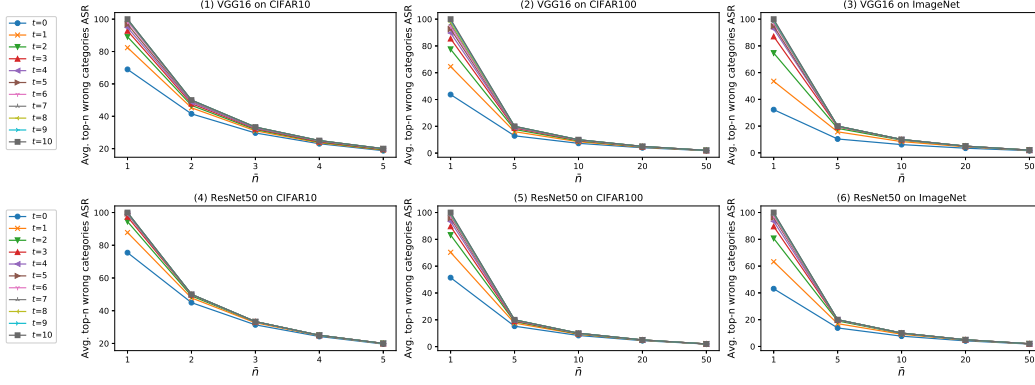 (1) VGG16 on CIFAR10
(2) VGG16 on CIFAR100
(3) VGG16 on ImageNet
t=0
t=1
t=2
t=3
t=4
t=5
t=6
t=7
t=8
t=9
t=10
Avg. top-n wrong categories ASR
100
80
60
40
20
1
2
3
4
5
n̄
Avg. top-n wrong categories ASR
100
80
60
40
20
0
1
5
10
20
50
n̄
Avg. top-n wrong categories ASR
100
80
60
40
20
0
1
5
10
20
50
n̄
(4) ResNet50 on CIFAR10
(5) ResNet50 on CIFAR100
(6) ResNet50 on ImageNet
t=0
t=1
t=2
t=3
t=4
t=5
t=6
t=7
t=8
t=9
t=10
Avg. top-n wrong categories ASR
100
80
60
40
20
1
2
3
4
5
n̄
Avg. top-n wrong categories ASR
100
80
60
40
20
0
1
5
10
20
50
n̄
Avg. top-n wrong categories ASR
100
80
60
40
20
0
1
5
10
20
50
n̄